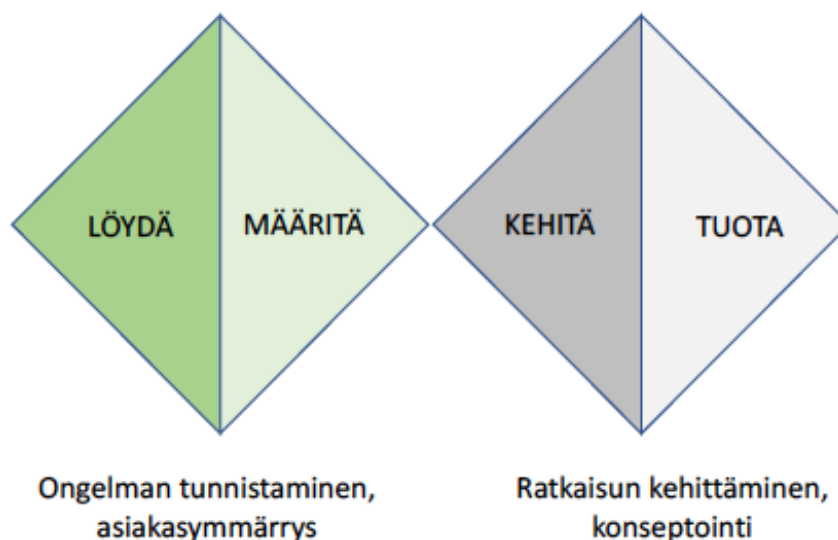 LÖYDÄ
MÄÄRITÄ
KEHITÄ
TUOTA
Ongelman tunnistaminen,
asiakasymmärrys
Ratkaisun kehittäminen,
konseptointi